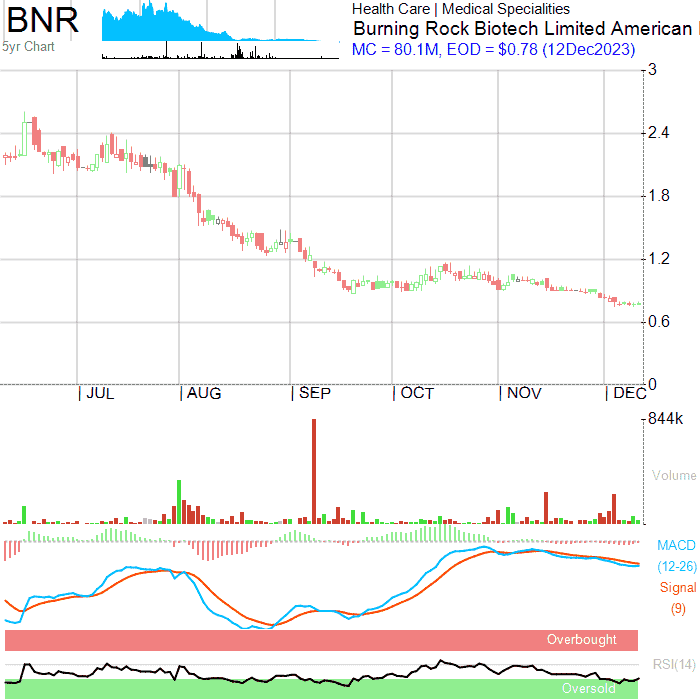 BNR
5yr Chart
Health Care | Medical Specialities
Burning Rock Biotech Limited American
MC = 80.1M, EOD = $0.78 (12Dec2023)
3
2.4
1.8
1.2
0.6
0
JUL AUG SEP OCT NOV DEC
844k
Volume
MACD
(12-26)
Signal
(9)
Overbought
RSI(14)
Oversold